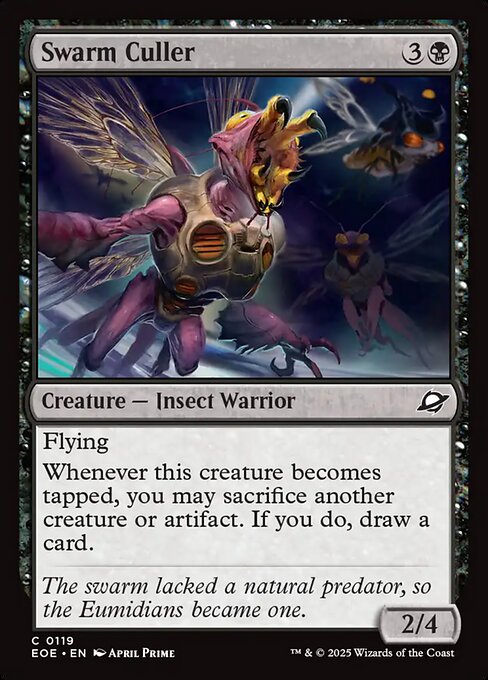 Swarm Culler 3
Creature — Insect Warrior
Flying
Whenever this creature becomes
tapped, you may sacrifice another
creature or artifact. If you do, draw a
card.
The swarm lacked a natural predator, so
the Eumidians became one.
2/4
C 0119
EOE • EN April Prime
™ & © 2025 Wizards of the Coast